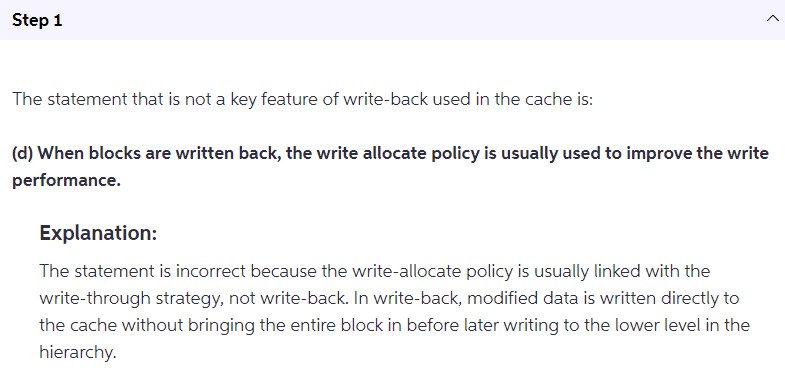 Step 1
The statement that is not a key feature of write-back used in the cache is:
(d) When blocks are written back, the write allocate policy is usually used to improve the write
performance.
Explanation:
The statement is incorrect because the write-allocate policy is usually linked with the
write-through strategy, not write-back. In write-back, modified data is written directly to
the cache without bringing the entire block in before later writing to the lower level in the
hierarchy.